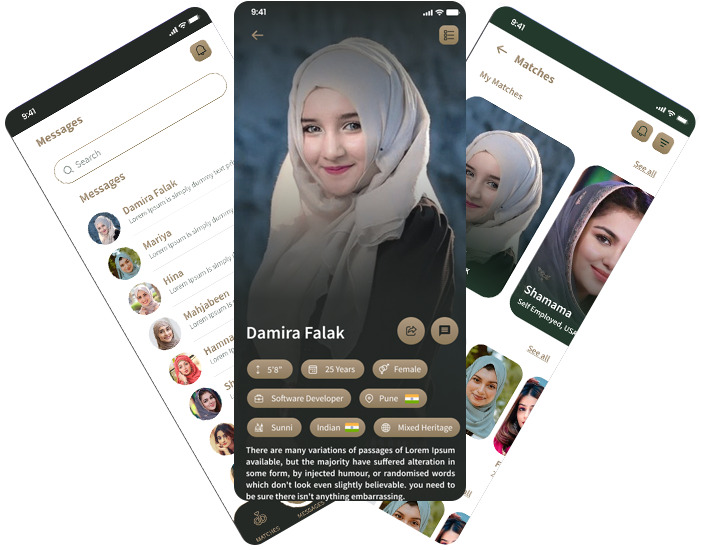 9:41
Messages
Search
Messages
Damira Falak
Lorem Ipsum is simply dummy text
Mariya
Lorem Ipsum is simply dummy
Hina
Lorem Ipsum is simply
Mahjabeen
Lorem Ipsum is simply
Hamna
Lorem Ipsum is
Lorem
9:41
Damira Falak
5'8"
25 Years
Female
Software Developer
Pune
Sunni
Indian
Mixed Heritage
There are many variations of passages of Lorem Ipsum
available, but the majority have suffered alteration in
some form, by injected humour, or randomised words
which don't look even slightly believable. you need to
be sure there isn't anything embarrassing.
MATCHES
MESSAGES
9:41
Matches
My Matches
See all
Shamama
Self Employed, USA
See all